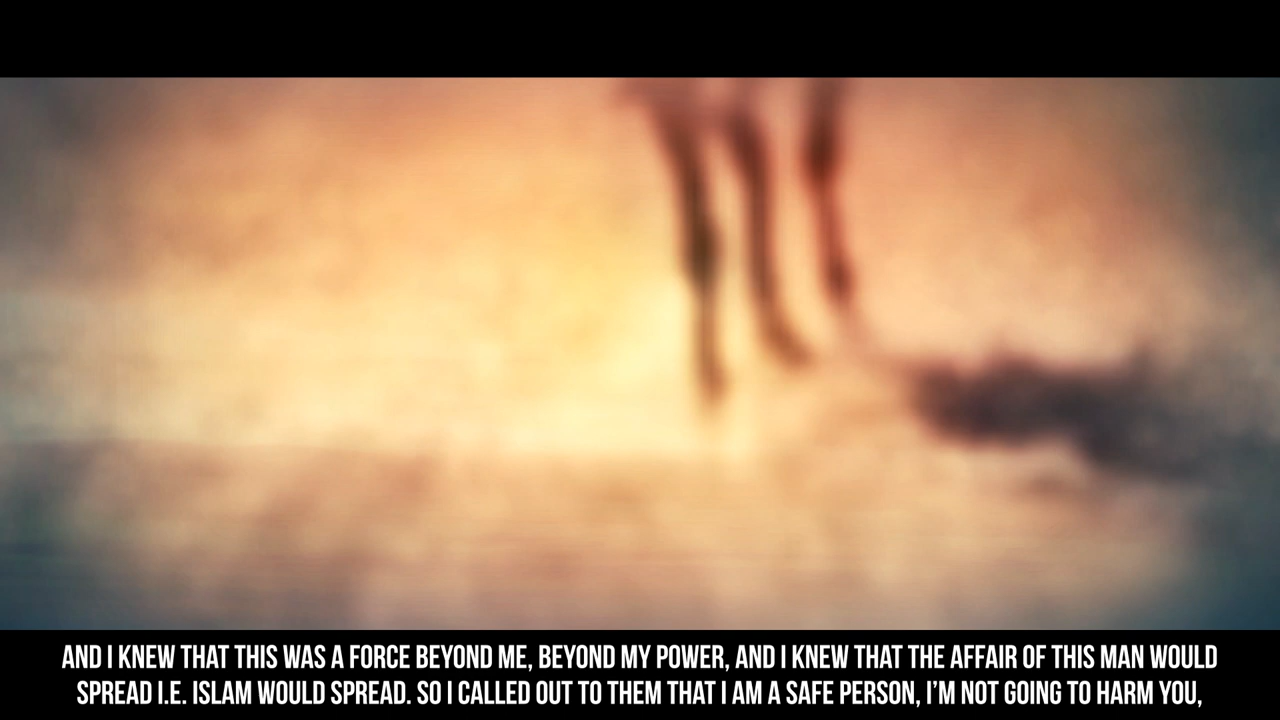 AND I KNEW THAT THIS WAS A FORCE BEYOND ME, BEYOND MY POWER, AND I KNEW THAT THE AFFAIR OF THIS MAN WOULD
SPREAD I.E. ISLAM WOULD SPREAD. SO I CALLED OUT TO THEM THAT I AM A SAFE PERSON, I'M NOT GOING TO HARM YOU,